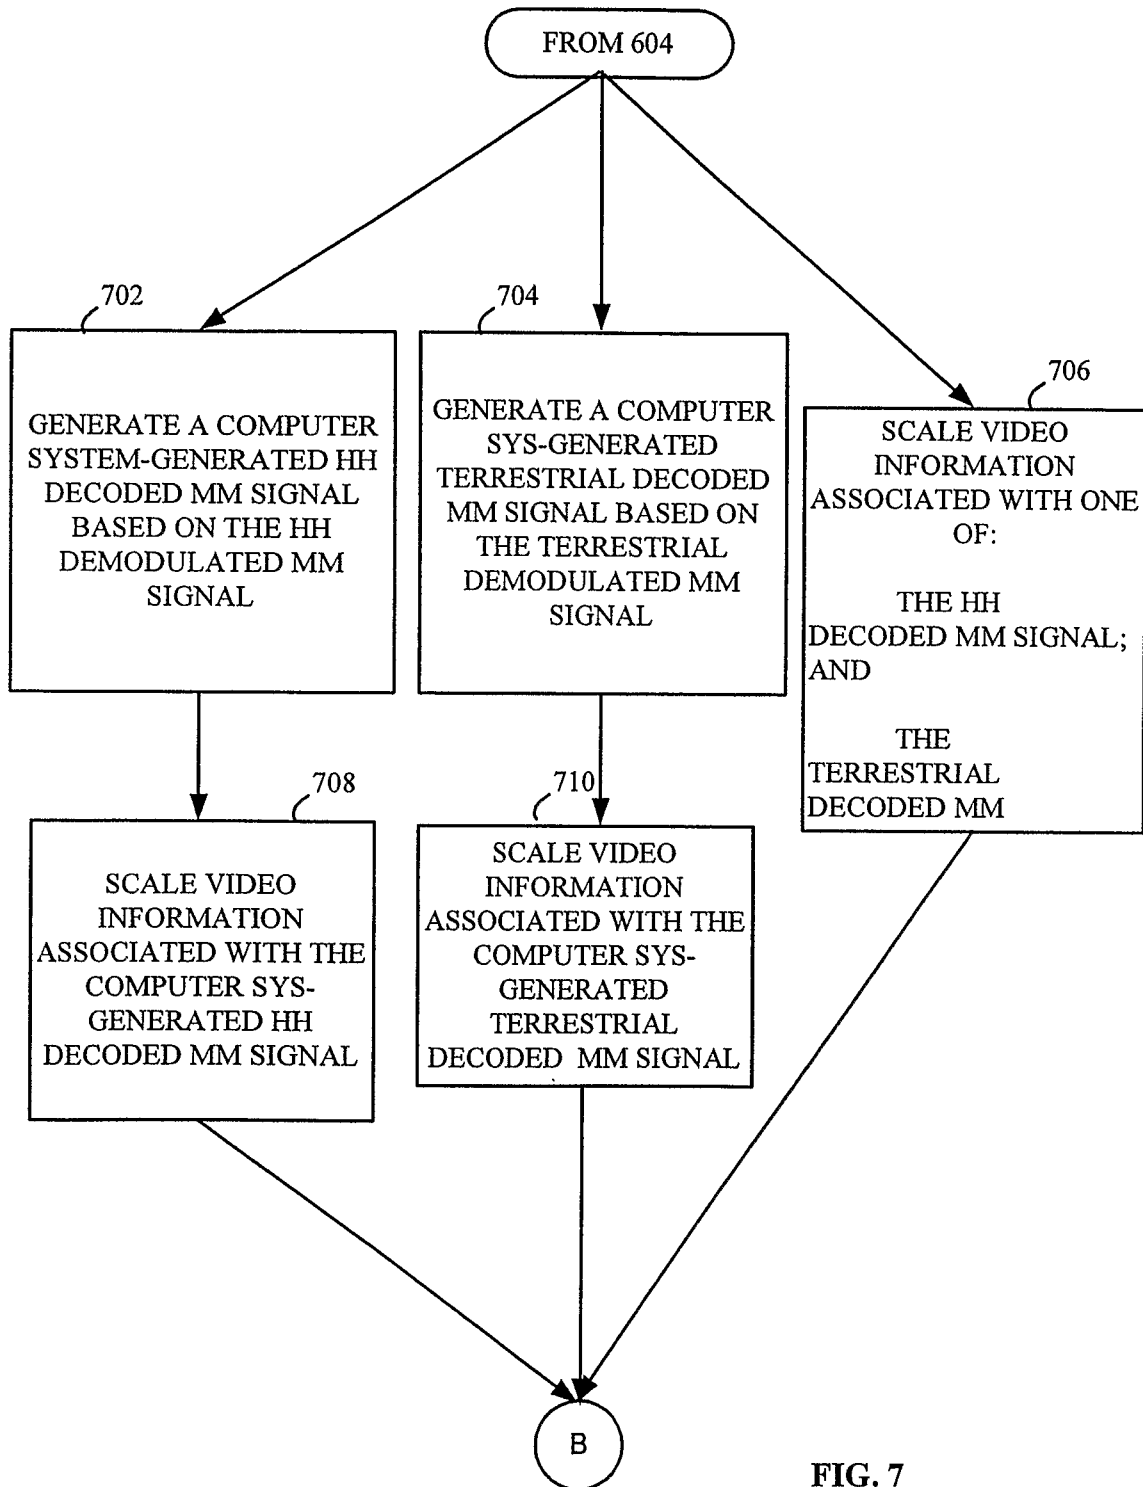 FROM 604
702
GENERATE A COMPUTER
SYSTEM-GENERATED HH
DECODED MM SIGNAL
BASED ON THE HH
DEMODULATED MM
SIGNAL
704
GENERATE A COMPUTER
SYS-GENERATED
TERRESTRIAL DECODED
MM SIGNAL BASED ON
THE TERRESTRIAL
DEMODULATED MM
SIGNAL
706
SCALE VIDEO
INFORMATION
ASSOCIATED WITH ONE
OF:
THE HH
DECODED MM SIGNAL;
AND
THE
TERRESTRIAL
DECODED MM
708
SCALE VIDEO
INFORMATION
ASSOCIATED WITH THE
COMPUTER SYS-
GENERATED HH
DECODED MM SIGNAL
710
SCALE VIDEO
INFORMATION
ASSOCIATED WITH THE
COMPUTER SYS-
GENERATED
TERRESTRIAL
DECODED MM SIGNAL
B
FIG. 7